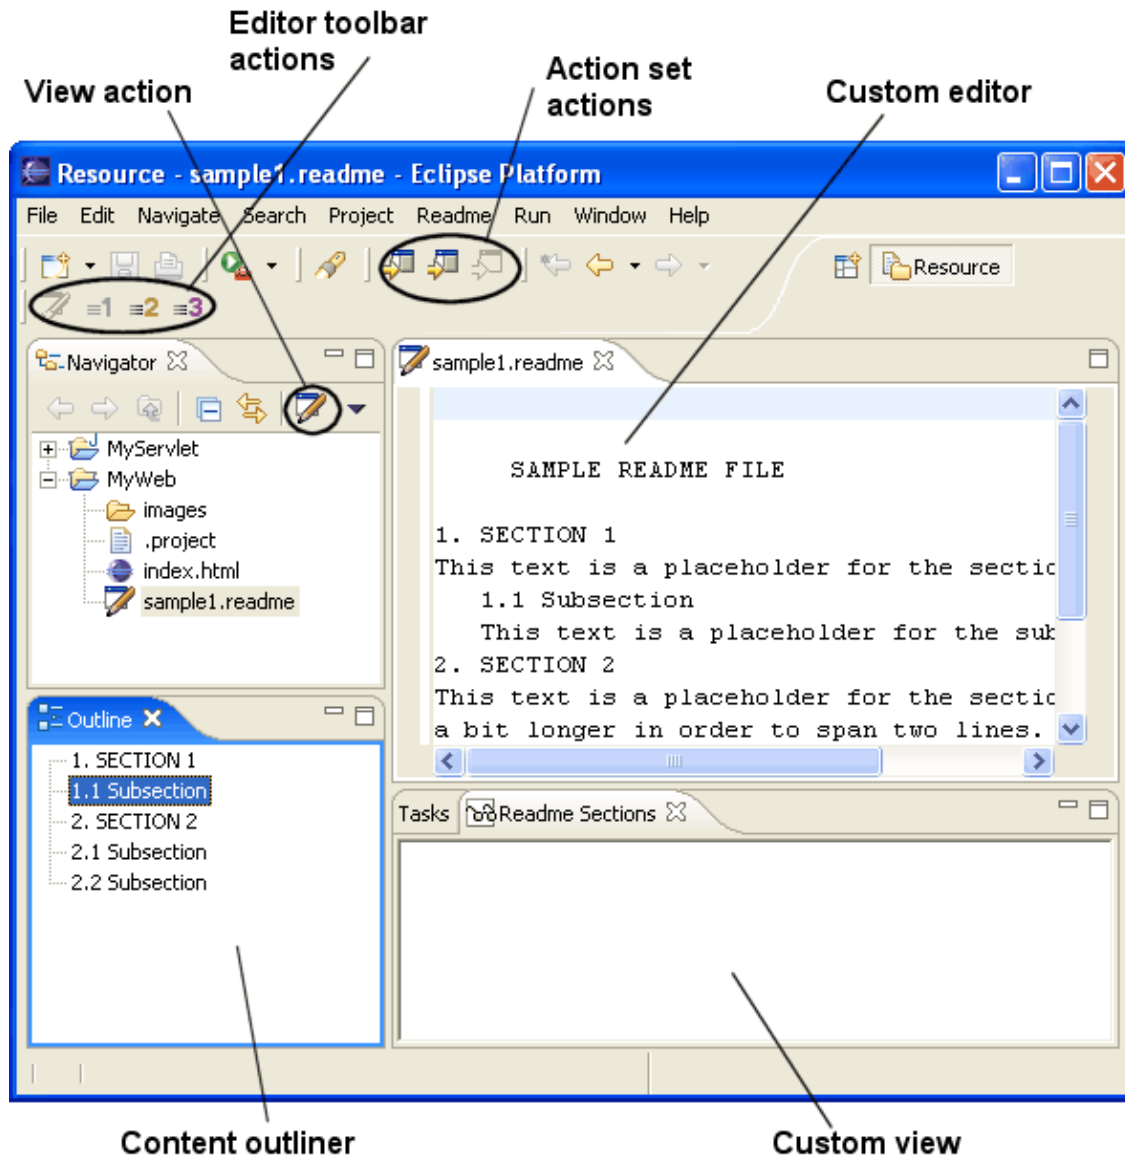 Editor toolbar
actions
View action
Action set
actions
Custom editor
Resource - sample1.readme - Eclipse Platform
File Edit Navigate Search Project Readme Run Window Help
Resource
≡1 ≡2 ≡3
Navigator
sample1.readme
MyServlet
MyWeb
images
.project
index.html
sample1.readme
SAMPLE README FILE
1. SECTION 1
This text is a placeholder for the sectio
1.1 Subsection
This text is a placeholder for the sub
2. SECTION 2
This text is a placeholder for the sectio
a bit longer in order to span two lines.
Outline
1. SECTION 1
1.1 Subsection
2. SECTION 2
2.1 Subsection
2.2 Subsection
Tasks Readme Sections
Content outliner
Custom view